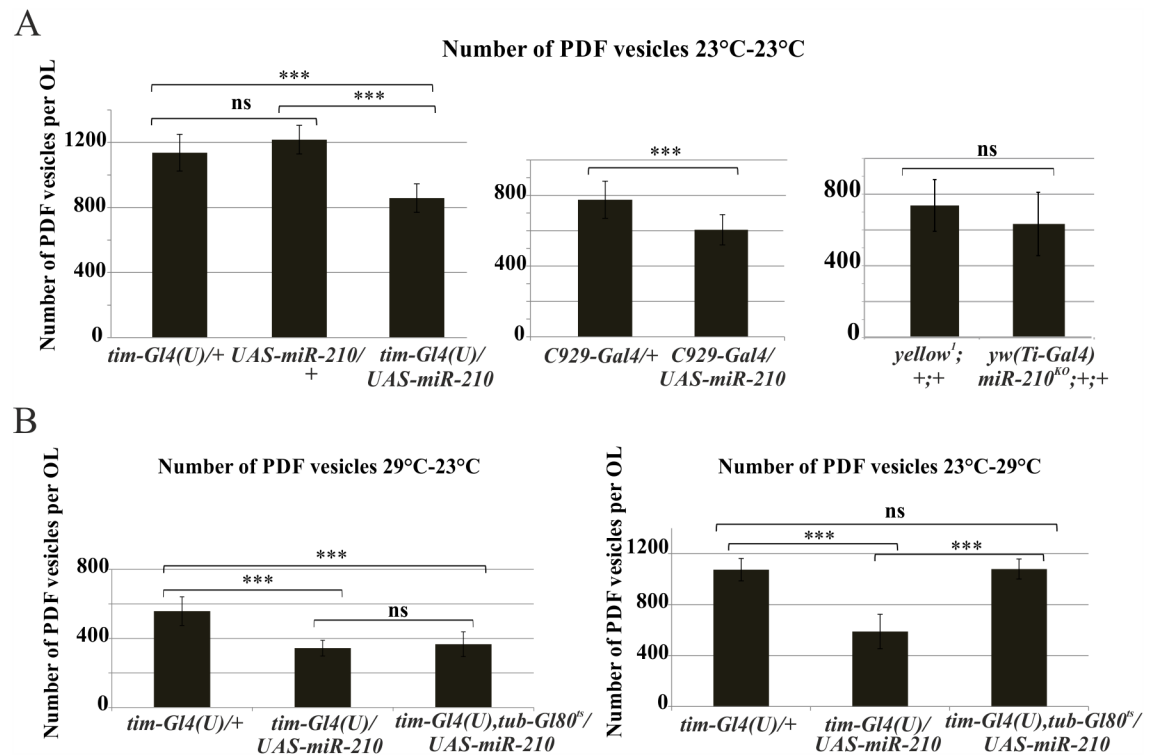 A
Number of PDF vesicles 23°C-23°C
Number of PDF vesicles per OL
***
ns
***
1200
800
400
0
tim-Gl4(U)/+
UAS-miR-210/
+
tim-Gl4(U)/
UAS-miR-210
***
800
400
0
C929-Gal4/+
C929-Gal4/
UAS-miR-210
ns
800
400
0
yellow¹;
+;+
yw(Ti-Gal4)
miR-210ᴷᴼ;+;+
B
Number of PDF vesicles 29°C-23°C
Number of PDF vesicles per OL
***
***
ns
800
400
0
tim-Gl4(U)/+
tim-Gl4(U)/
UAS-miR-210
tim-Gl4(U),tub-Gl80ᵗˢ/
UAS-miR-210
Number of PDF vesicles 23°C-29°C
Number of PDF vesicles per OL
ns
***
***
1200
800
400
0
tim-Gl4(U)/+
tim-Gl4(U)/
UAS-miR-210
tim-Gl4(U),tub-Gl80ᵗˢ/
UAS-miR-210